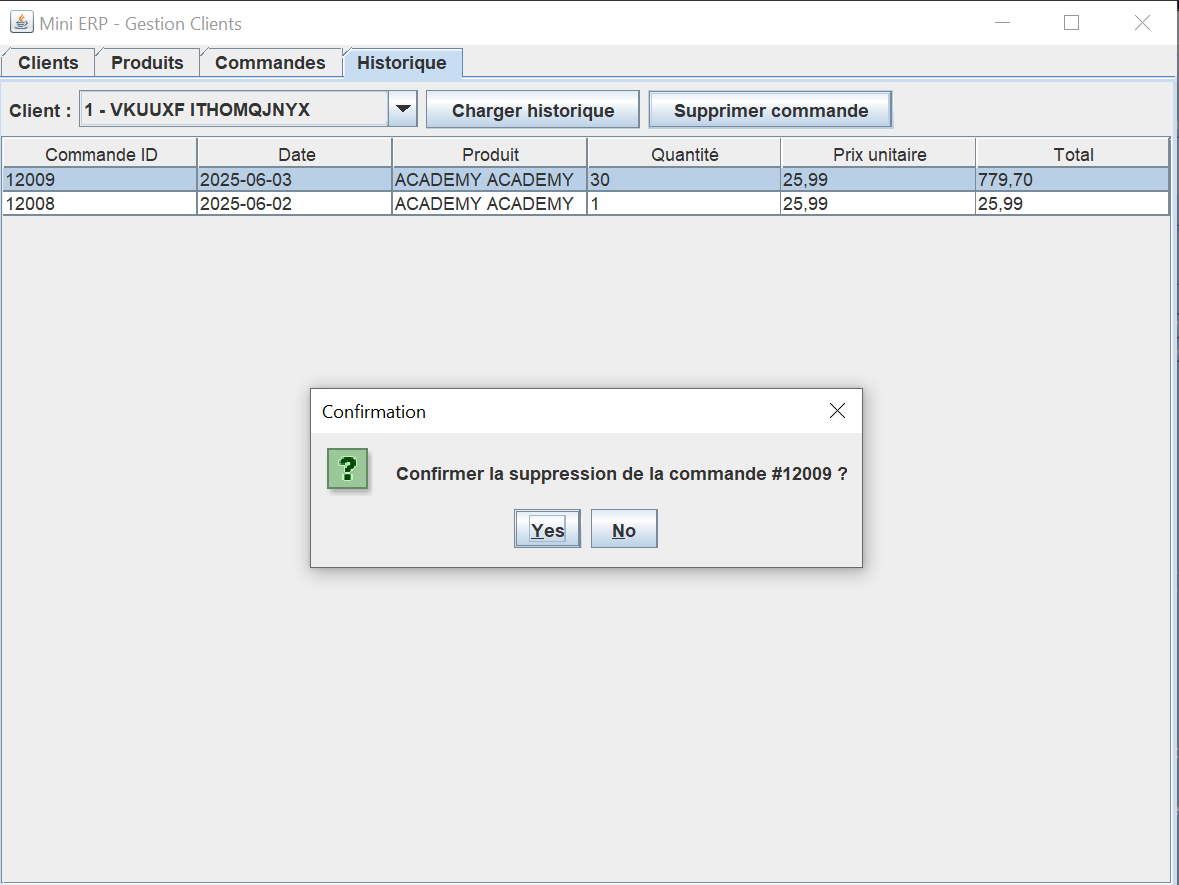 Mini ERP - Gestion Clients
Clients Produits Commandes Historique
Client : 1 - VKUUXF ITHOMQJNYX Charger historique Supprimer commande
Commande ID Date Produit Quantité Prix unitaire Total
12009 2025-06-03 ACADEMY ACADEMY 30 25,99 779,70
12008 2025-06-02 ACADEMY ACADEMY 1 25,99 25,99
Confirmation
? Confirmer la suppression de la commande #12009 ?
Yes No